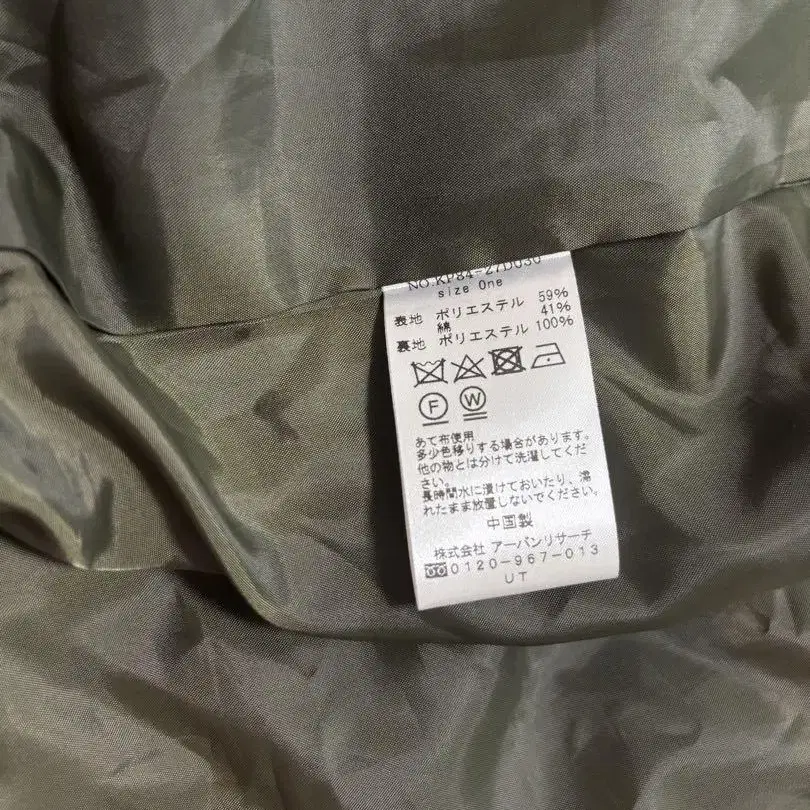 NO.KP84-27D030
size One
表地 ポリエステル 59%
綿 41%
裏地 ポリエステル 100%
F W
あて布使用
多少色移りする場合があります。
他の物とは分けて洗濯してくだ
さい。
長時間水に漬けておいたり、濡
れたまま放置しないでください。
中国製
株式会社 アーバンリサーチ
0120-967-013
UT